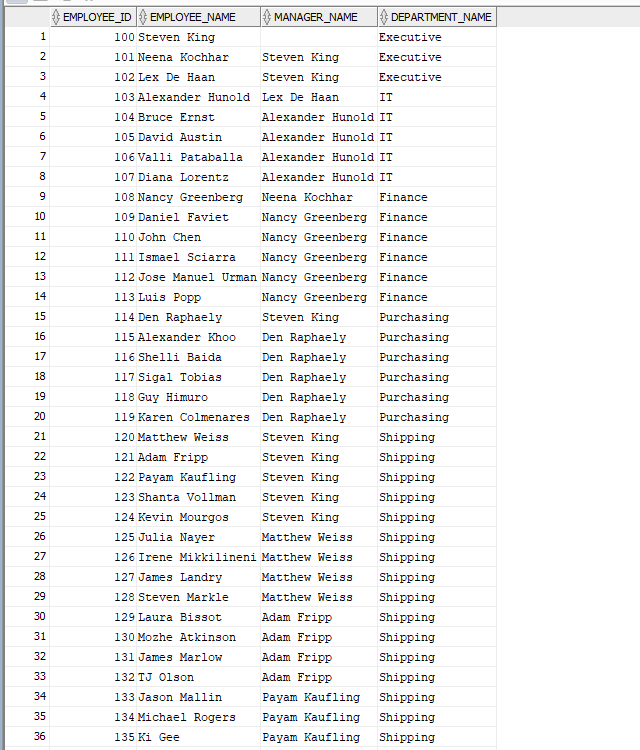 EMPLOYEE_ID EMPLOYEE_NAME MANAGER_NAME DEPARTMENT_NAME
1 100 Steven King Executive
2 101 Neena Kochhar Steven King Executive
3 102 Lex De Haan Steven King Executive
4 103 Alexander Hunold Lex De Haan IT
5 104 Bruce Ernst Alexander Hunold IT
6 105 David Austin Alexander Hunold IT
7 106 Valli Pataballa Alexander Hunold IT
8 107 Diana Lorentz Alexander Hunold IT
9 108 Nancy Greenberg Neena Kochhar Finance
10 109 Daniel Faviet Nancy Greenberg Finance
11 110 John Chen Nancy Greenberg Finance
12 111 Ismael Sciarra Nancy Greenberg Finance
13 112 Jose Manuel Urman Nancy Greenberg Finance
14 113 Luis Popp Nancy Greenberg Finance
15 114 Den Raphaely Steven King Purchasing
16 115 Alexander Khoo Den Raphaely Purchasing
17 116 Shelli Baida Den Raphaely Purchasing
18 117 Sigal Tobias Den Raphaely Purchasing
19 118 Guy Himuro Den Raphaely Purchasing
20 119 Karen Colmenares Den Raphaely Purchasing
21 120 Matthew Weiss Steven King Shipping
22 121 Adam Fripp Steven King Shipping
23 122 Payam Kaufling Steven King Shipping
24 123 Shanta Vollman Steven King Shipping
25 124 Kevin Mourgos Steven King Shipping
26 125 Julia Nayer Matthew Weiss Shipping
27 126 Irene Mikkilineni Matthew Weiss Shipping
28 127 James Landry Matthew Weiss Shipping
29 128 Steven Markle Matthew Weiss Shipping
30 129 Laura Bissot Adam Fripp Shipping
31 130 Mozhe Atkinson Adam Fripp Shipping
32 131 James Marlow Adam Fripp Shipping
33 132 TJ Olson Adam Fripp Shipping
34 133 Jason Mallin Payam Kaufling Shipping
35 134 Michael Rogers Payam Kaufling Shipping
36 135 Ki Gee Payam Kaufling Shipping